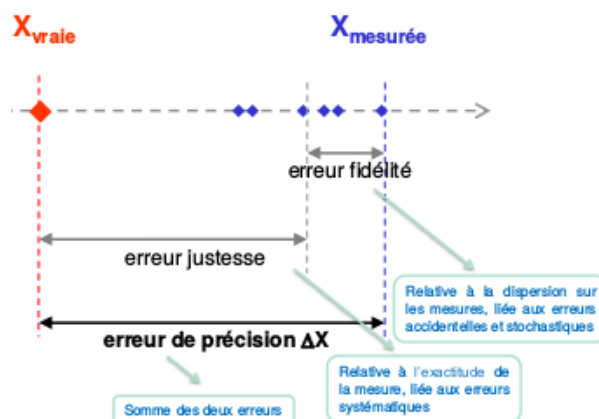 Xvraie
Xmesurée
erreur fidélité
erreur justesse
erreur de précision ΔX
Relative à la dispersion sur
les mesures, liée aux erreurs
accidentelles et stochastiques
Relative à l'exactitude de
la mesure, liée aux erreurs
systématiques
Somme des deux erreurs